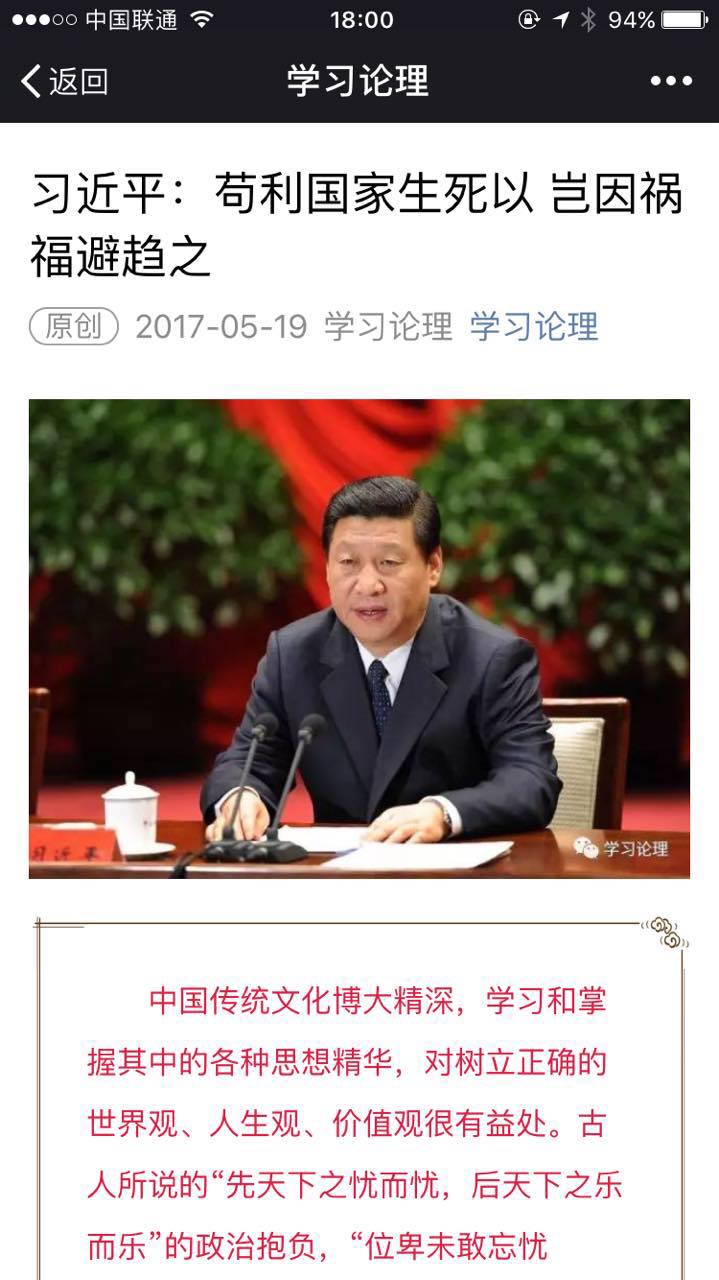 中国联通
18:00
94%
返回
学习论理
习近平：苟利国家生死以 岂因祸
福避趋之
原创 2017-05-19 学习论理 学习论理
习近平
学习论理
中国传统文化博大精深，学习和掌
握其中的各种思想精华，对树立正确的
世界观、人生观、价值观很有益处。古
人所说的“先天下之忧而忧，后天下之乐
而乐”的政治抱负，“位卑未敢忘忧